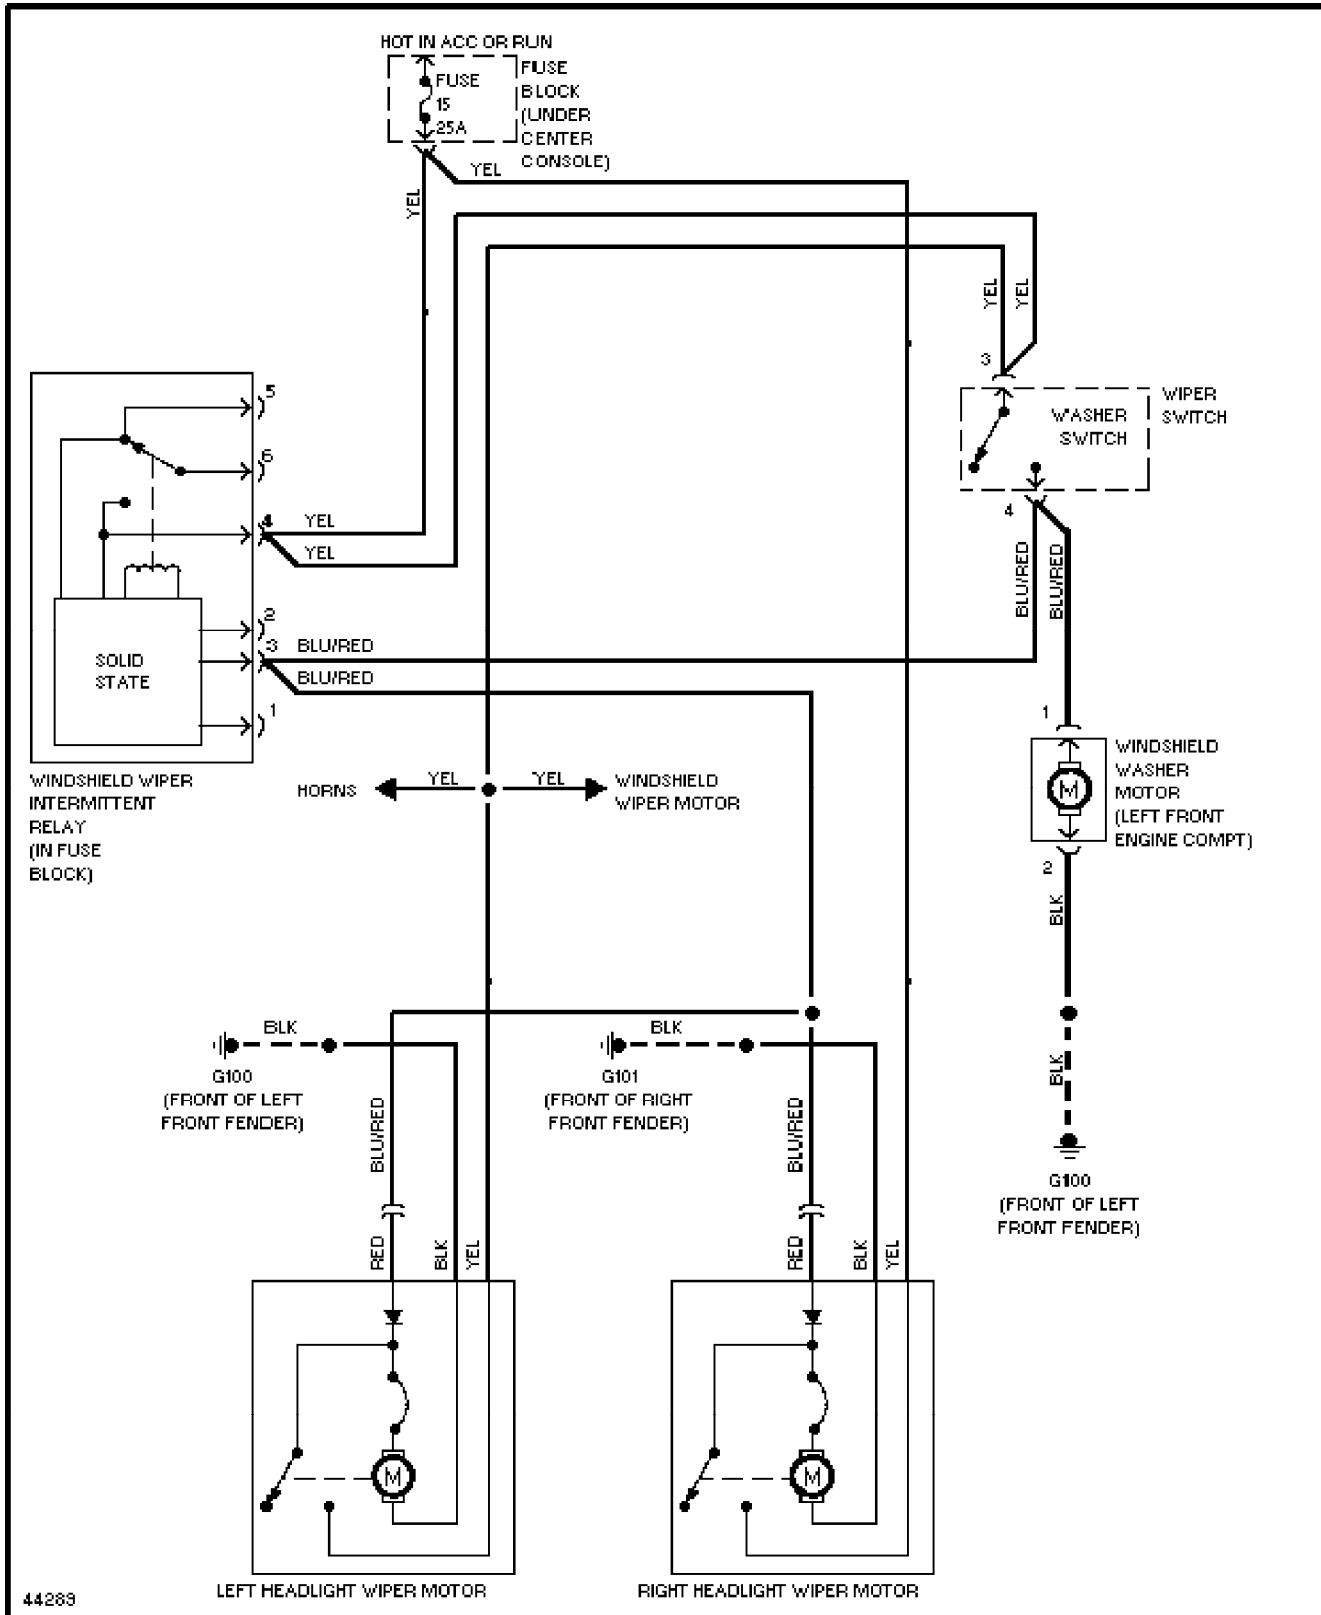 HOT IN ACC OR RUN
FUSE
15
25A
FUSE
BLOCK
(UNDER
CENTER
CONSOLE)
YEL
YEL
YEL
YEL
3
WIPER
SWITCH
WASHER
SWITCH
4
BLU/RED
BLU/RED
5
6
4
YEL
YEL
2
3
BLU/RED
BLU/RED
1
SOLID
STATE
WINDSHIELD WIPER
INTERMITTENT
RELAY
(IN FUSE
BLOCK)
HORNS
YEL
YEL
WINDSHIELD
WIPER MOTOR
1
M
WINDSHIELD
WASHER
MOTOR
(LEFT FRONT
ENGINE COMPT)
2
BLK
BLK
G100
(FRONT OF LEFT
FRONT FENDER)
BLK
G100
(FRONT OF LEFT
FRONT FENDER)
BLK
G101
(FRONT OF RIGHT
FRONT FENDER)
BLU/RED
BLU/RED
RED
BLK
YEL
RED
BLK
YEL
M
M
LEFT HEADLIGHT WIPER MOTOR
RIGHT HEADLIGHT WIPER MOTOR
44289